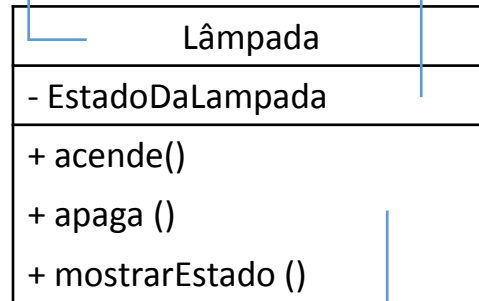 Lâmpada
- EstadoDaLampada
+ acende()
+ apaga ()
+ mostrarEstado ()